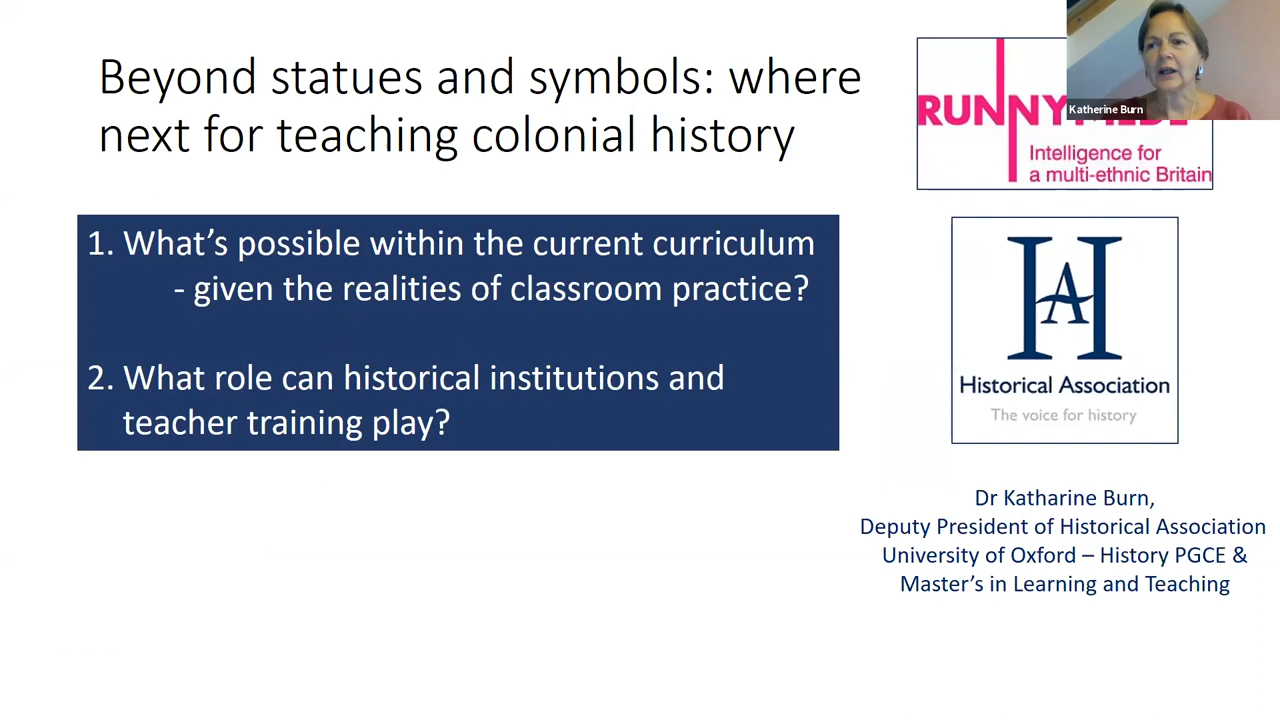 Beyond statues and symbols: where
next for teaching colonial history
1. What's possible within the current curriculum
- given the realities of classroom practice?
2. What role can historical institutions and
teacher training play?
Katherine Burn
Intelligence for
a multi-ethnic Britain
HA
Historical Association
The voice for history
Dr Katharine Burn,
Deputy President of Historical Association
University of Oxford – History PGCE &
Master's in Learning and Teaching